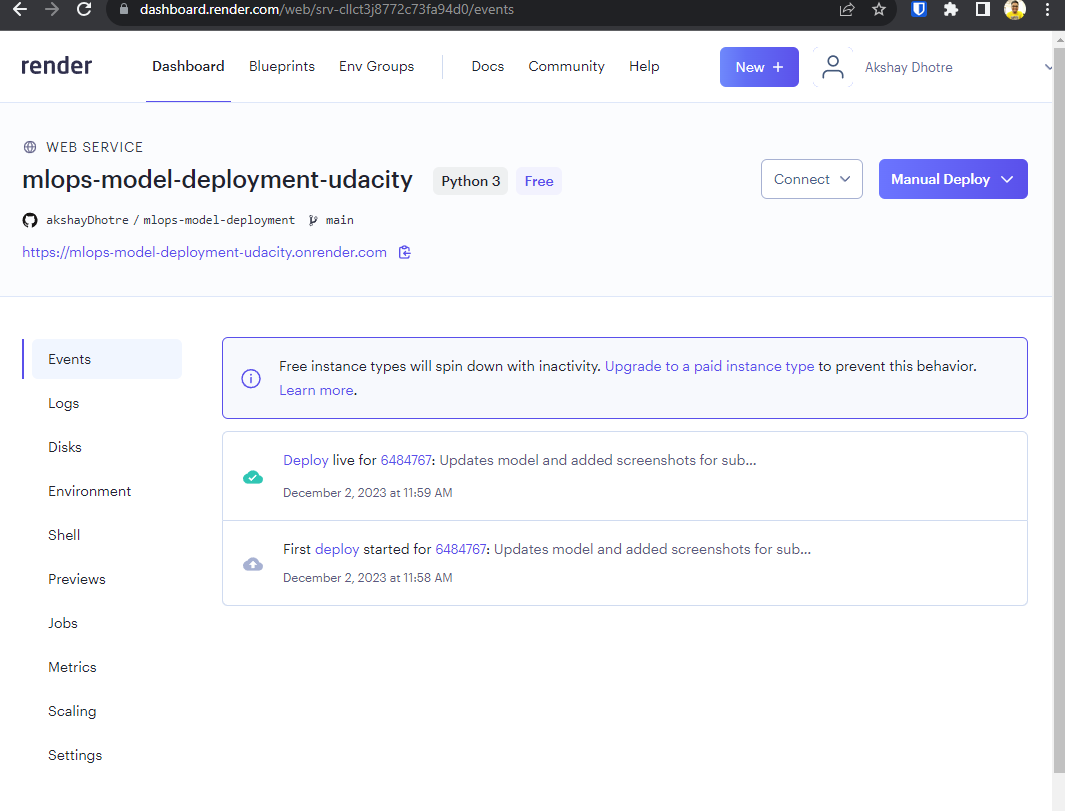 dashboard.render.com/web/srv-cllct3j8772c73fa94d0/events
render Dashboard Blueprints Env Groups Docs Community Help New + Akshay Dhotre
WEB SERVICE
mlops-model-deployment-udacity Python 3 Free Connect Manual Deploy
akshayDhotre / mlops-model-deployment main
https://mlops-model-deployment-udacity.onrender.com
Events
Logs
Disks
Environment
Shell
Previews
Jobs
Metrics
Scaling
Settings
Free instance types will spin down with inactivity. Upgrade to a paid instance type to prevent this behavior.
Learn more.
Deploy live for 6484767: Updates model and added screenshots for sub...
December 2, 2023 at 11:59 AM
First deploy started for 6484767: Updates model and added screenshots for sub...
December 2, 2023 at 11:58 AM